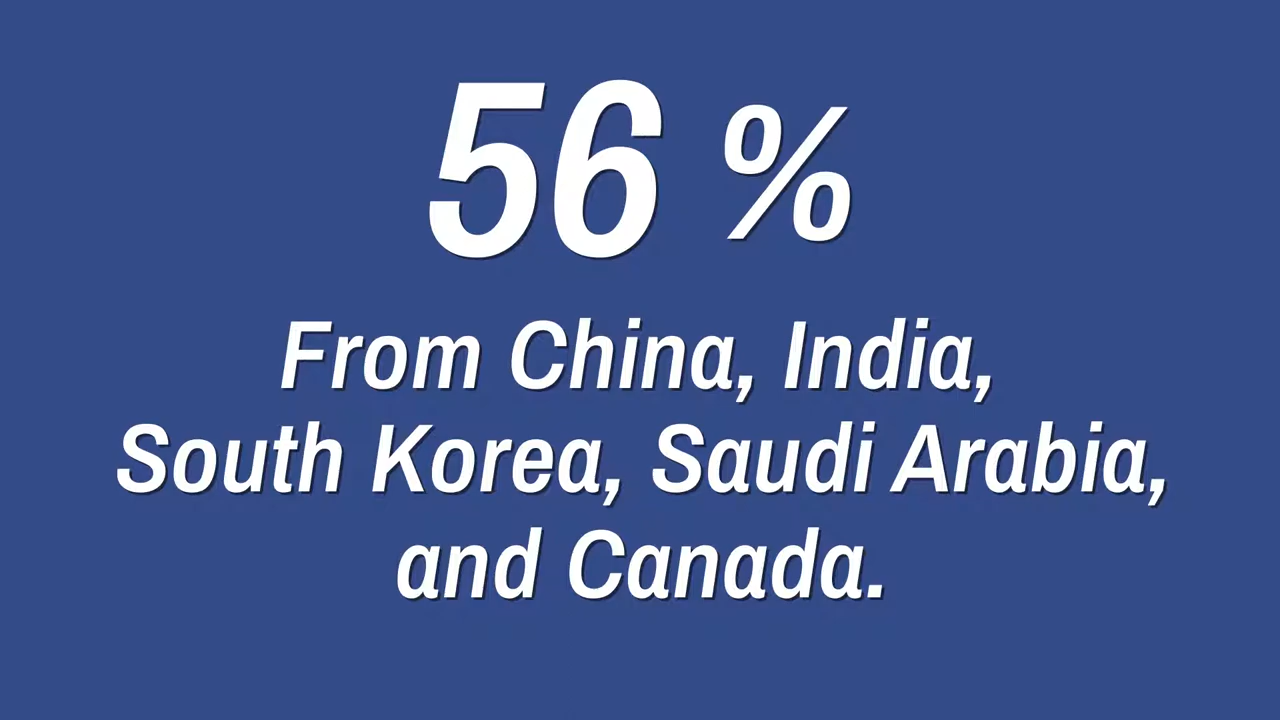 56 %
From China, India,
South Korea, Saudi Arabia,
and Canada.